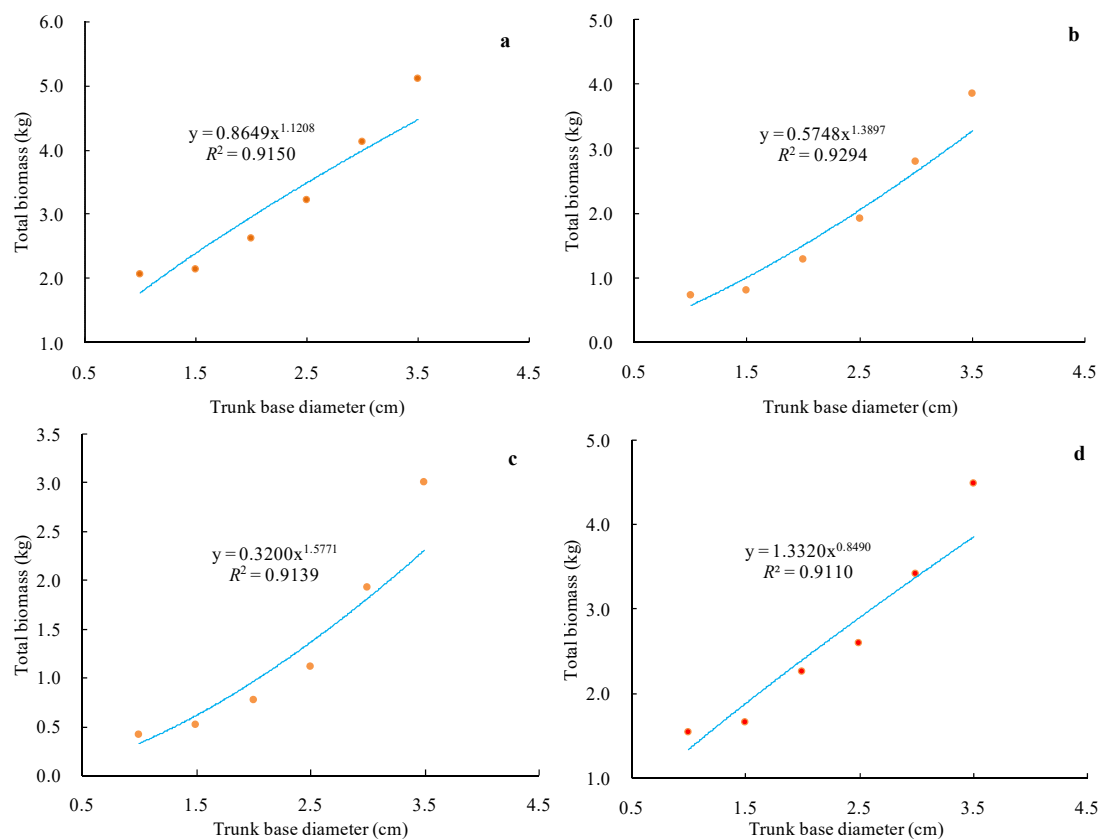 a
6.0
5.0
4.0
3.0
2.0
1.0
Total biomass (kg)
y = 0.8649x^1.1208
R² = 0.9150
0.5 1.5 2.5 3.5 4.5
Trunk base diameter (cm)
b
5.0
4.0
3.0
2.0
1.0
0.0
Total biomass (kg)
y = 0.5748x^1.3897
R² = 0.9294
0.5 1.5 2.5 3.5 4.5
Trunk base diameter (cm)
c
3.5
3.0
2.5
2.0
1.5
1.0
0.5
0.0
Total biomass (kg)
y = 0.3200x^1.5771
R² = 0.9139
0.5 1.5 2.5 3.5 4.5
Trunk base diameter (cm)
d
5.0
4.0
3.0
2.0
1.0
Total biomass (kg)
y = 1.3320x^0.8490
R² = 0.9110
0.5 1.5 2.5 3.5 4.5
Trunk base diameter (cm)